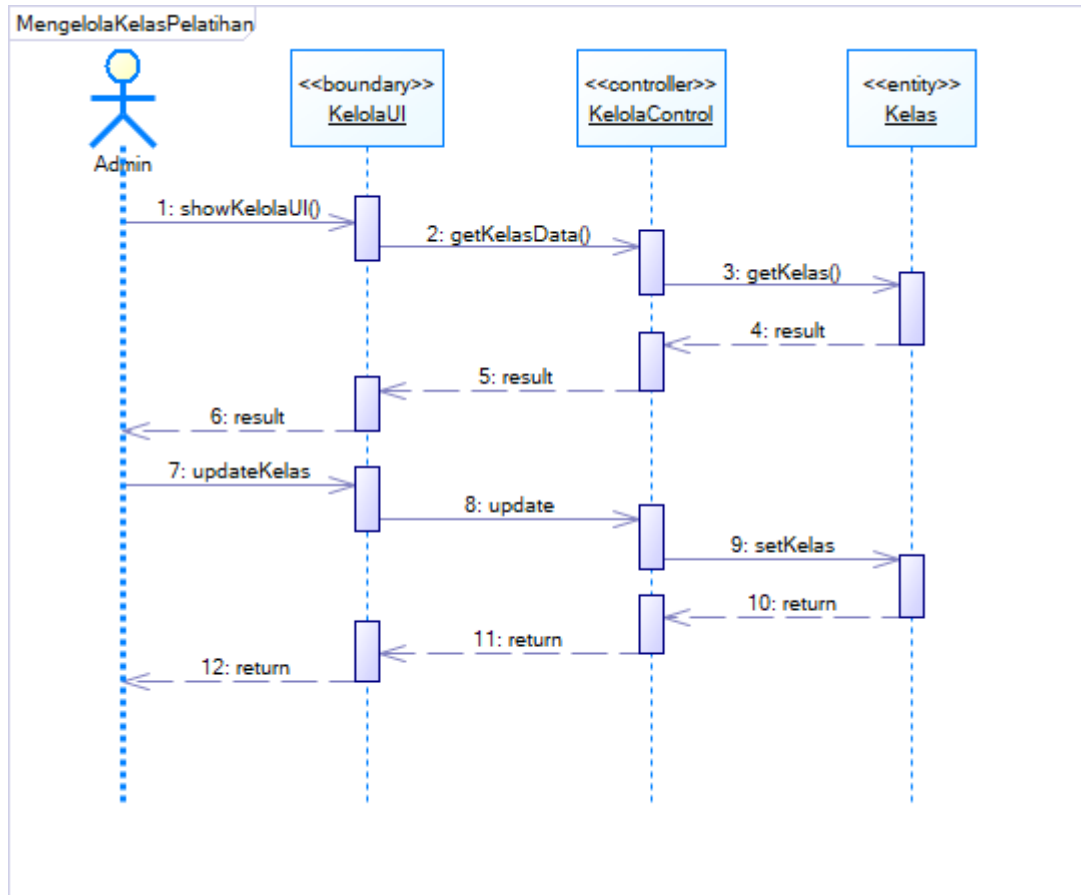 MengelolaKelasPelatihan
Admin
<<boundary>>
KelolaUI
<<controller>>
KelolaControl
<<entity>>
Kelas
1: showKelolaUI()
2: getKelasData()
3: getKelas()
4: result
5: result
6: result
7: updateKelas
8: update
9: setKelas
10: return
11: return
12: return